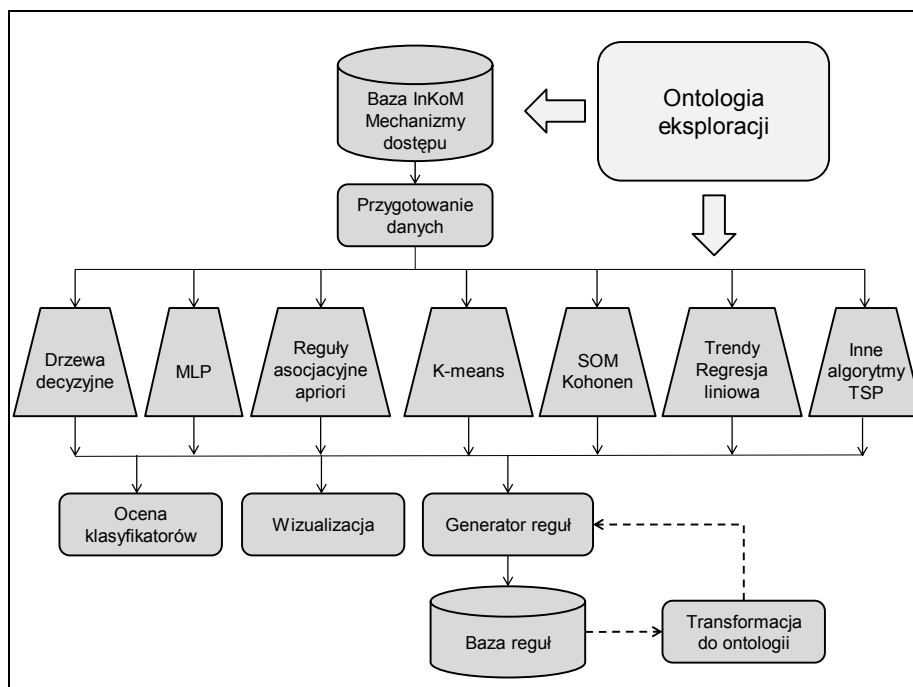 Baza InKoM
Mechanizmy
dostępu
Ontologia
eksploracji
Przygotowanie
danych
Drzewa
decyzyjne
MLP
Reguły
asocjacyjne
apriori
K-means
SOM
Kohonen
Trendy
Regresja
liniowa
Inne
algorytmy
TSP
Ocena
klasyfikatorów
Wizualizacja
Generator reguł
Baza reguł
Transformacja
do ontologii